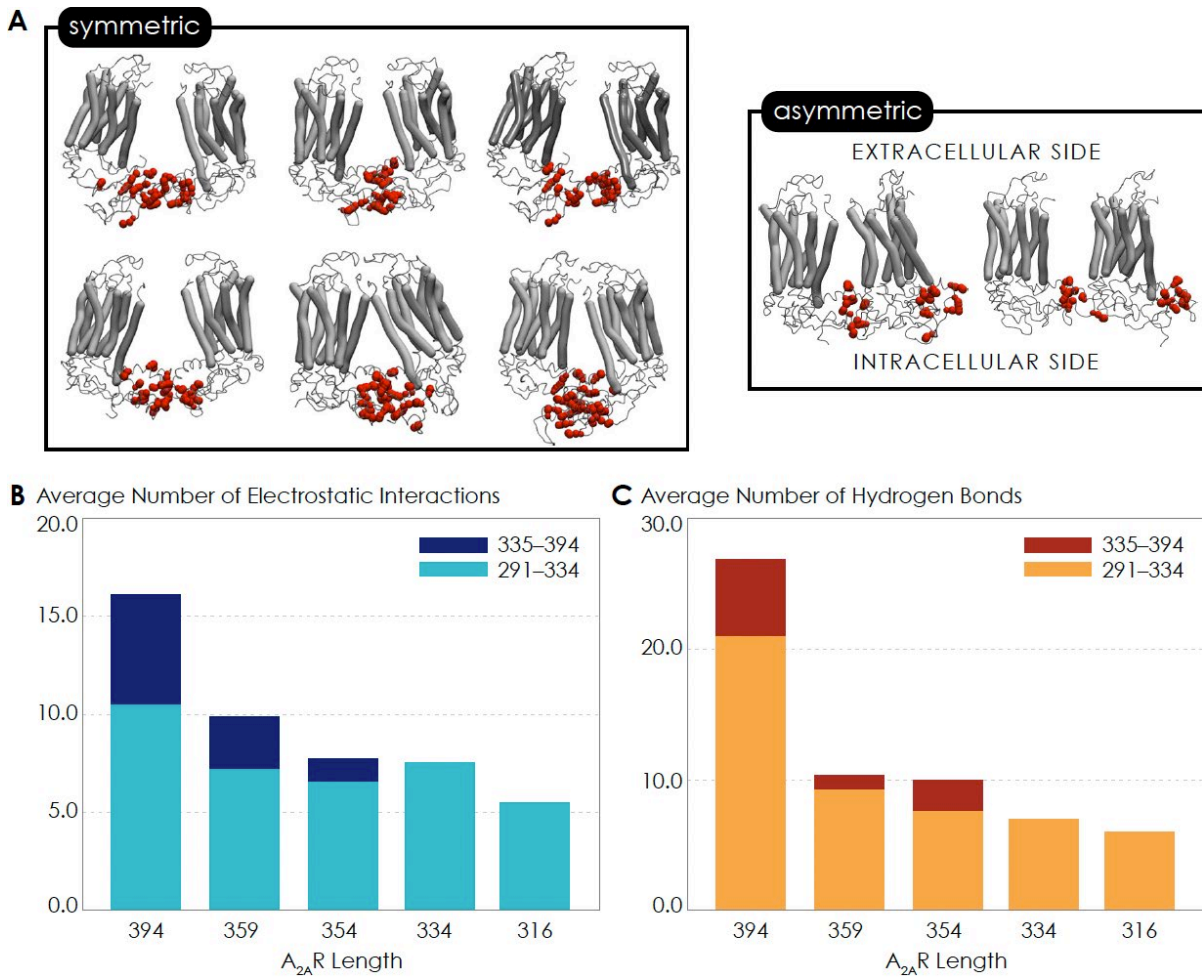 A
symmetric
asymmetric
EXTRACELLULAR SIDE
INTRACELLULAR SIDE
B Average Number of Electrostatic Interactions
20.0
15.0
10.0
5.0
0.0
335–394
291–334
394 359 354 334 316
A₂ₐR Length
C Average Number of Hydrogen Bonds
30.0
20.0
10.0
0.0
335–394
291–334
394 359 354 334 316
A₂ₐR Length